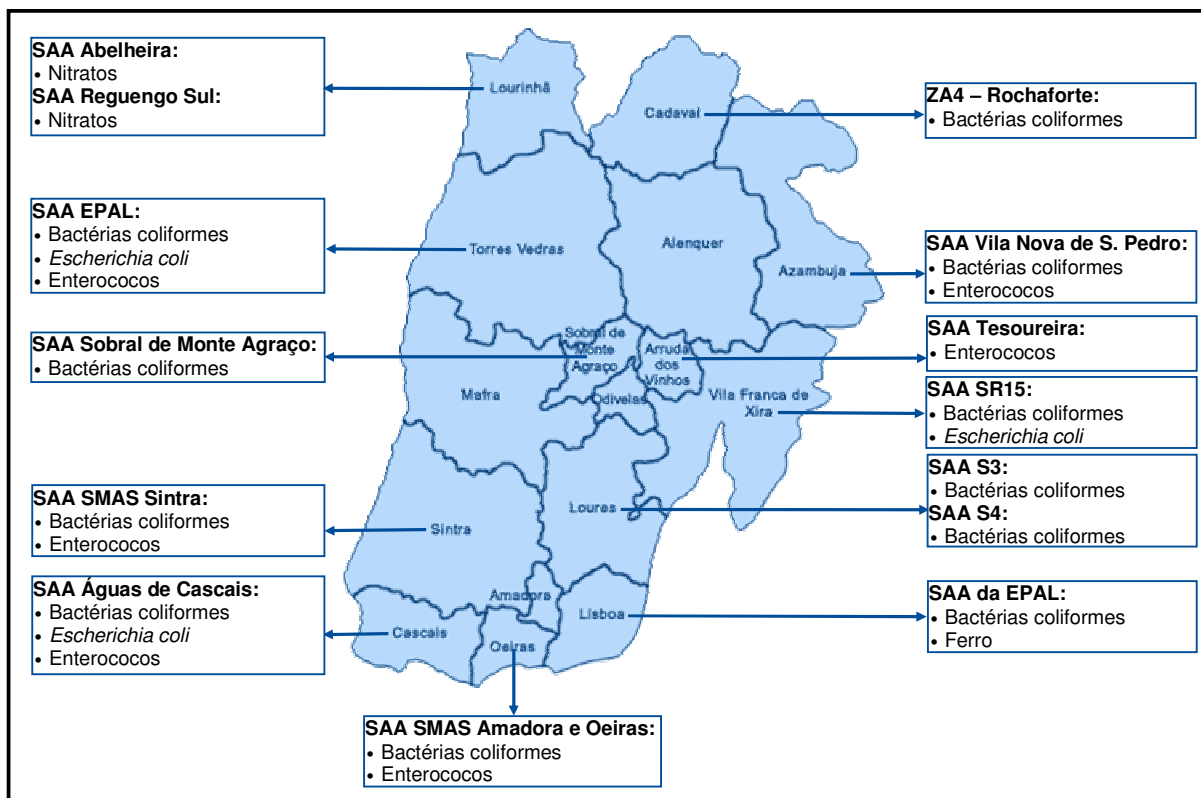 SAA Abelheira:
• Nitratos
SAA Reguengo Sul:
• Nitratos
SAA EPAL:
• Bactérias coliformes
• Escherichia coli
• Enterococos
SAA Sobral de Monte Agraço:
• Bactérias coliformes
SAA SMAS Sintra:
• Bactérias coliformes
• Enterococos
SAA Águas de Cascais:
• Bactérias coliformes
• Escherichia coli
• Enterococos
Lourinhã
Cadaval
Torres Vedras
Alenquer
Azambuja
Sobral de
Monte
Agraço
Arruda
dos
Vinhos
Mafra
Odivelas
Vila Franca de
Xira
Loures
Sintra
Amadora
Lisboa
Cascais
Oeiras
SAA SMAS Amadora e Oeiras:
• Bactérias coliformes
• Enterococos
ZA4 – Rochaforte:
• Bactérias coliformes
SAA Vila Nova de S. Pedro:
• Bactérias coliformes
• Enterococos
SAA Tesoureira:
• Enterococos
SAA SR15:
• Bactérias coliformes
• Escherichia coli
SAA S3:
• Bactérias coliformes
SAA S4:
• Bactérias coliformes
SAA da EPAL:
• Bactérias coliformes
• Ferro